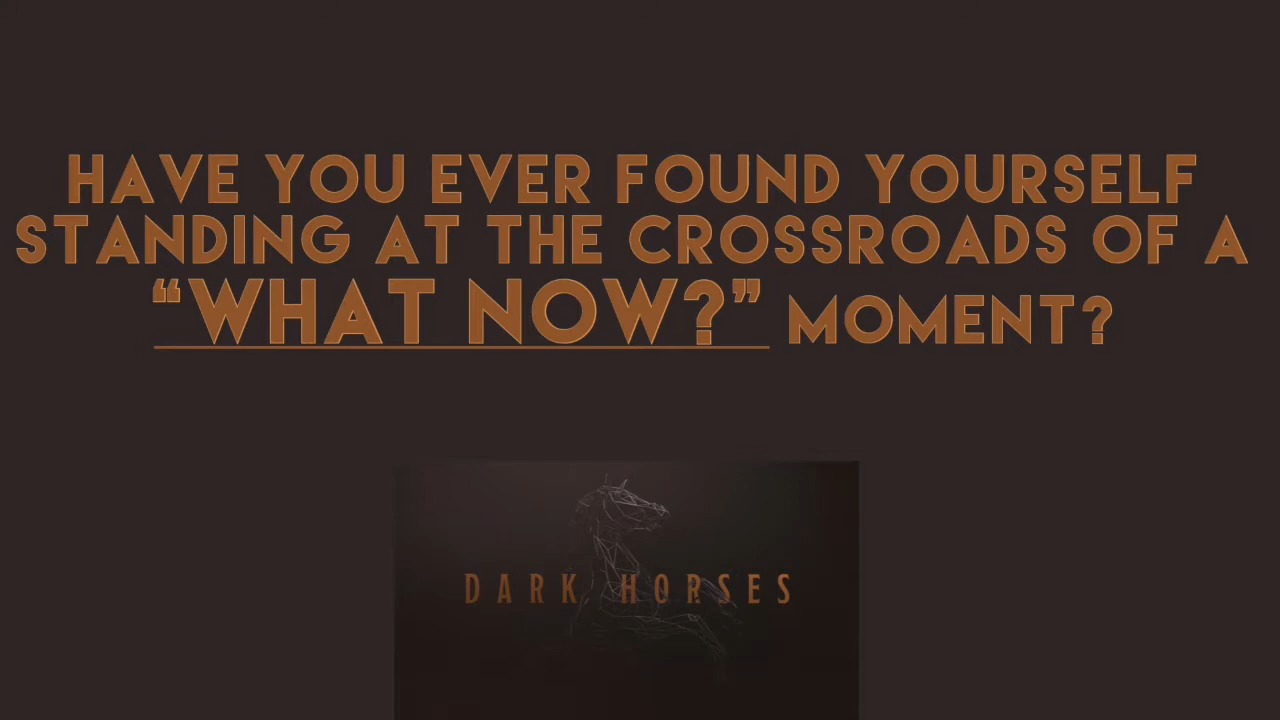 HAVE YOU EVER FOUND YOURSELF
STANDING AT THE CROSSROADS OF A
“WHAT NOW?” MOMENT?
DARK HORSES